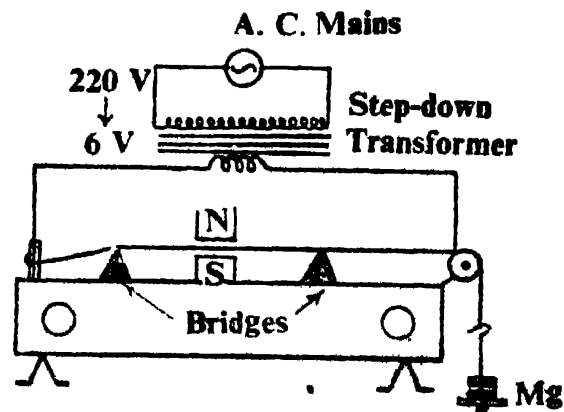 A. C. Mains
220 V
↓
6 V
Step-down
Transformer
N
S
Bridges
Mg